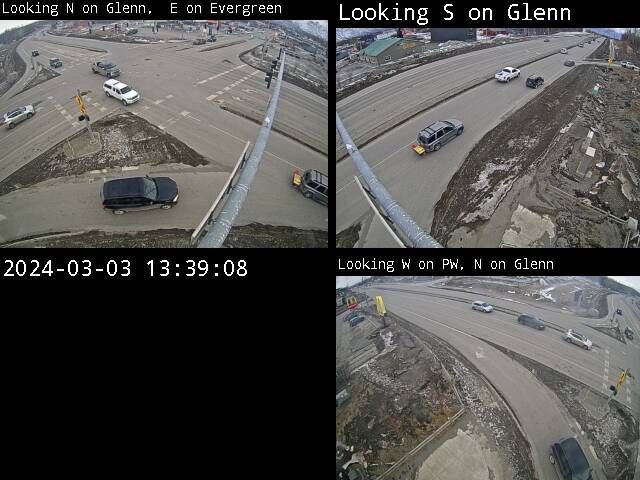 Looking N on Glenn,  E on Evergreen
Looking S on Glenn
2024-03-03 13:39:08
Looking W on PW, N on Glenn